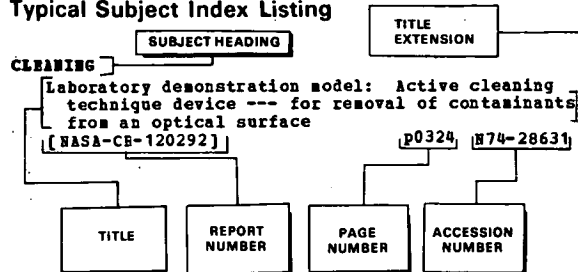 Typical Subject Index Listing
TITLE
EXTENSION
SUBJECT HEADING
CLEANING
Laboratory demonstration model: Active cleaning
technique device --- for removal of contaminants
from an optical surface
[NASA-CR-120292] p0324 N74-28631
TITLE
REPORT
NUMBER
PAGE
NUMBER
ACCESSION
NUMBER